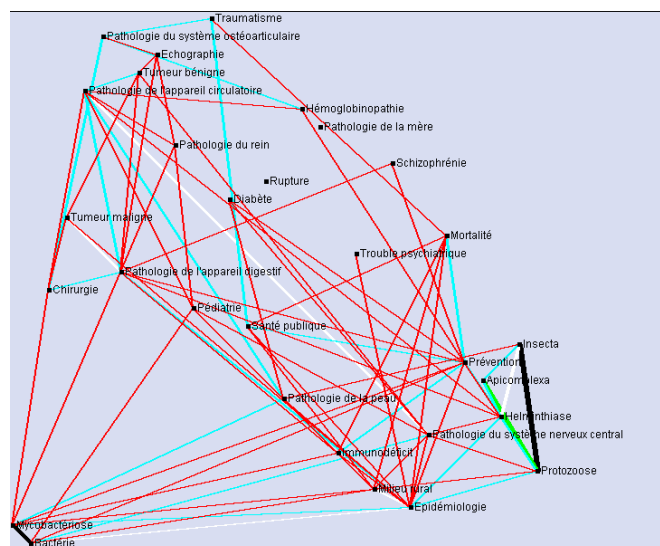 Traumatisme
Pathologie du système ostéoarticulaire
Echographie
Tumeur bénigne
Pathologie de l'appareil circulatoire
Hémoglobinopathie
Pathologie de la mère
Pathologie du rein
Schizophrénie
Rupture
Diabète
Tumeur maligne
Mortalité
Trouble psychiatrique
Pathologie de l'appareil digestif
Chirurgie
Pédiatrie
Santé publique
Insecta
Prévention
Apicomplexa
Pathologie de la peau
Helminthiase
Pathologie du système nerveux central
Immunodéficit
Protozoose
Milieu rural
Epidémiologie
Mycobactériose
Bactérie